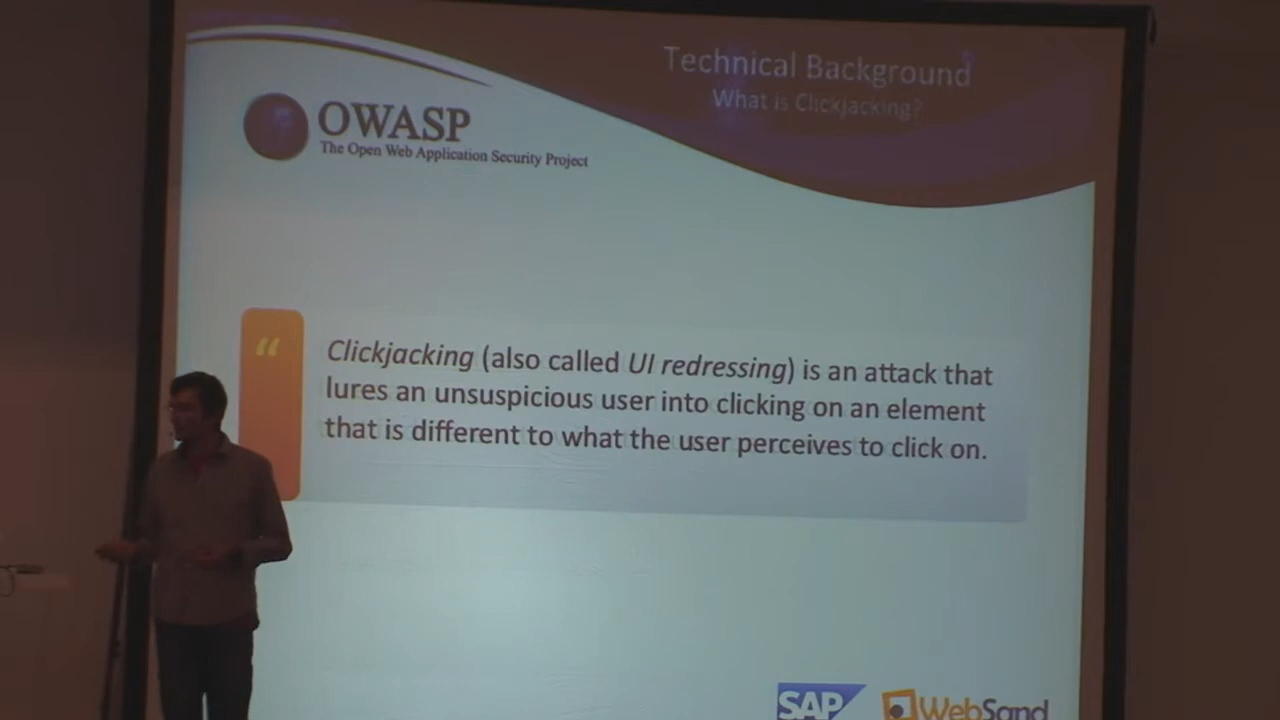 Technical Background
What is Clickjacking?
OWASP
The Open Web Application Security Project
“
Clickjacking (also called UI redressing) is an attack that
lures an unsuspicious user into clicking on an element
that is different to what the user perceives to click on.
SAP
WebSand